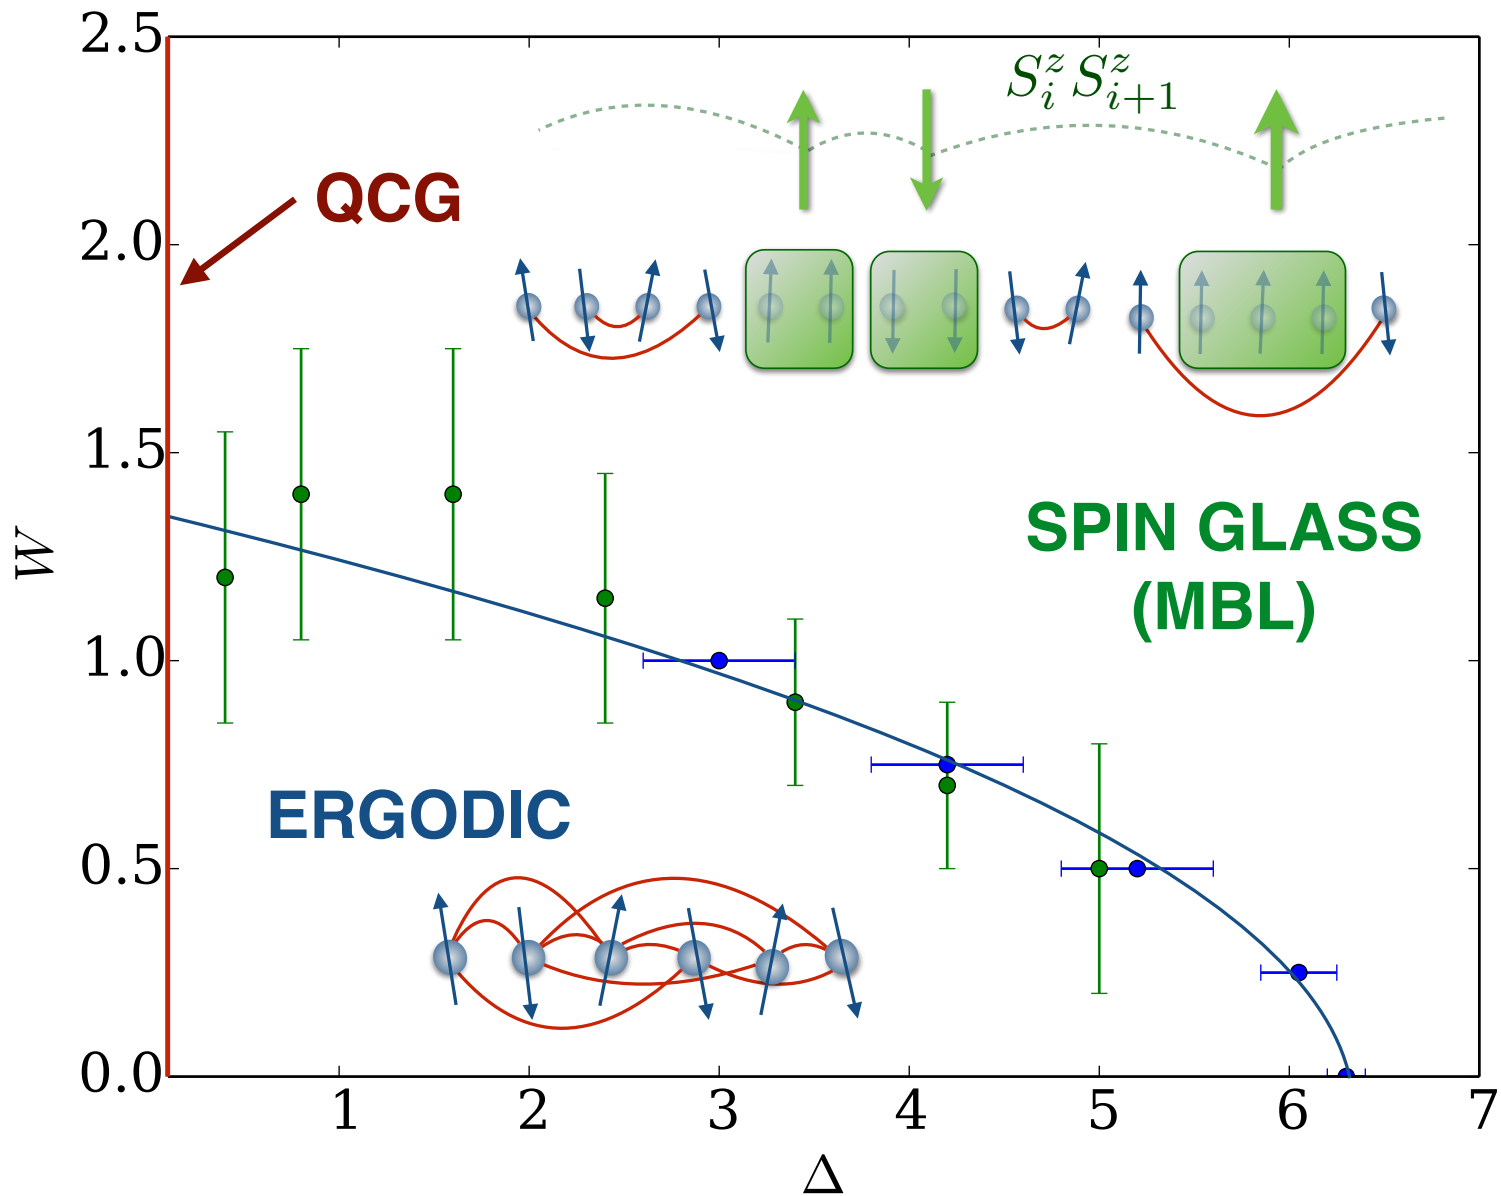 2.5
2.0
1.5
1.0
0.5
0.0
W
QCG
S_i^z S_{i+1}^z
SPIN GLASS
(MBL)
ERGODIC
1 2 3 4 5 6 7
Δ